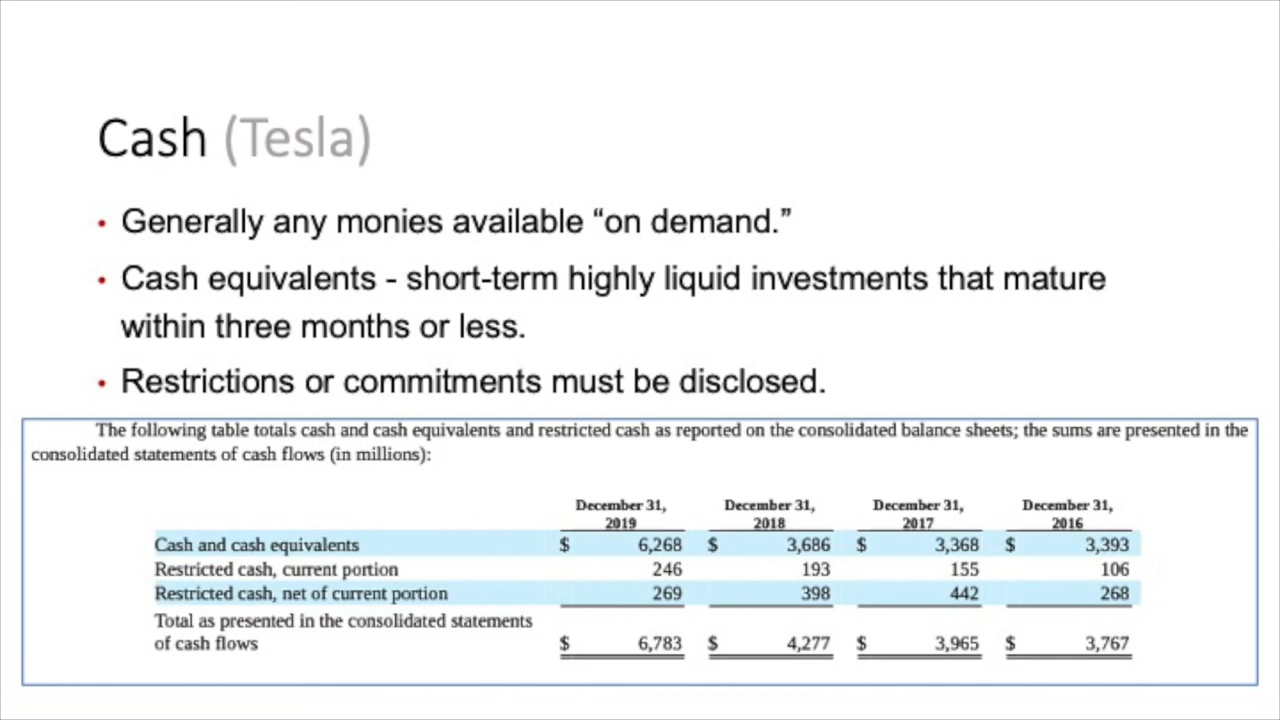 Cash (Tesla)
• Generally any monies available “on demand.”
• Cash equivalents - short-term highly liquid investments that mature
within three months or less.
• Restrictions or commitments must be disclosed.
The following table totals cash and cash equivalents and restricted cash as reported on the consolidated balance sheets; the sums are presented in the
consolidated statements of cash flows (in millions):
December 31, December 31, December 31, December 31,
2019 2018 2017 2016
Cash and cash equivalents $ 6,268 $ 3,686 $ 3,368 $ 3,393
Restricted cash, current portion 246 193 155 106
Restricted cash, net of current portion 269 398 442 268
Total as presented in the consolidated statements
of cash flows $ 6,783 $ 4,277 $ 3,965 $ 3,767